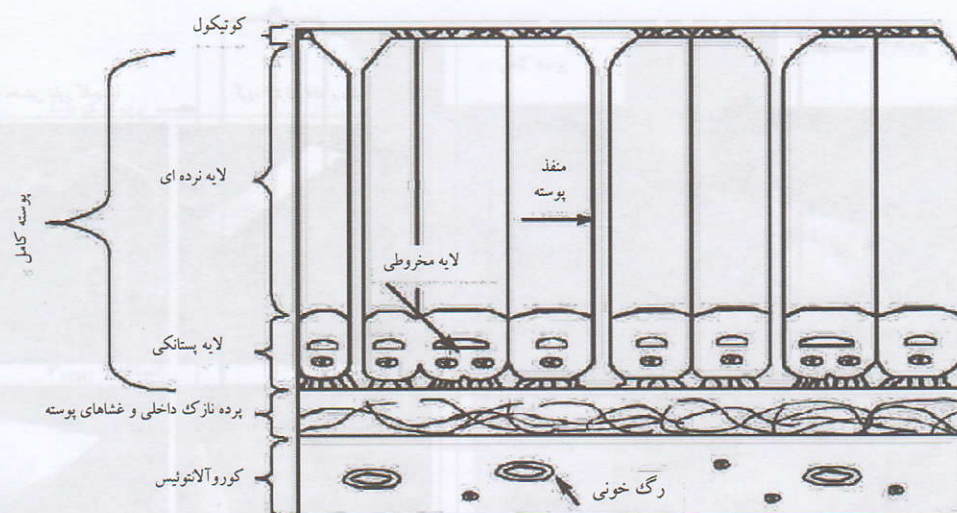 کوتیکول
لایه نرده ای
منفذ
پوسته
پوسته کامل
لایه مخروطی
لایه پستانکی
پرده نازک داخلی و غشاهای پوسته
کوروآلانتوئیس
رگ خونی